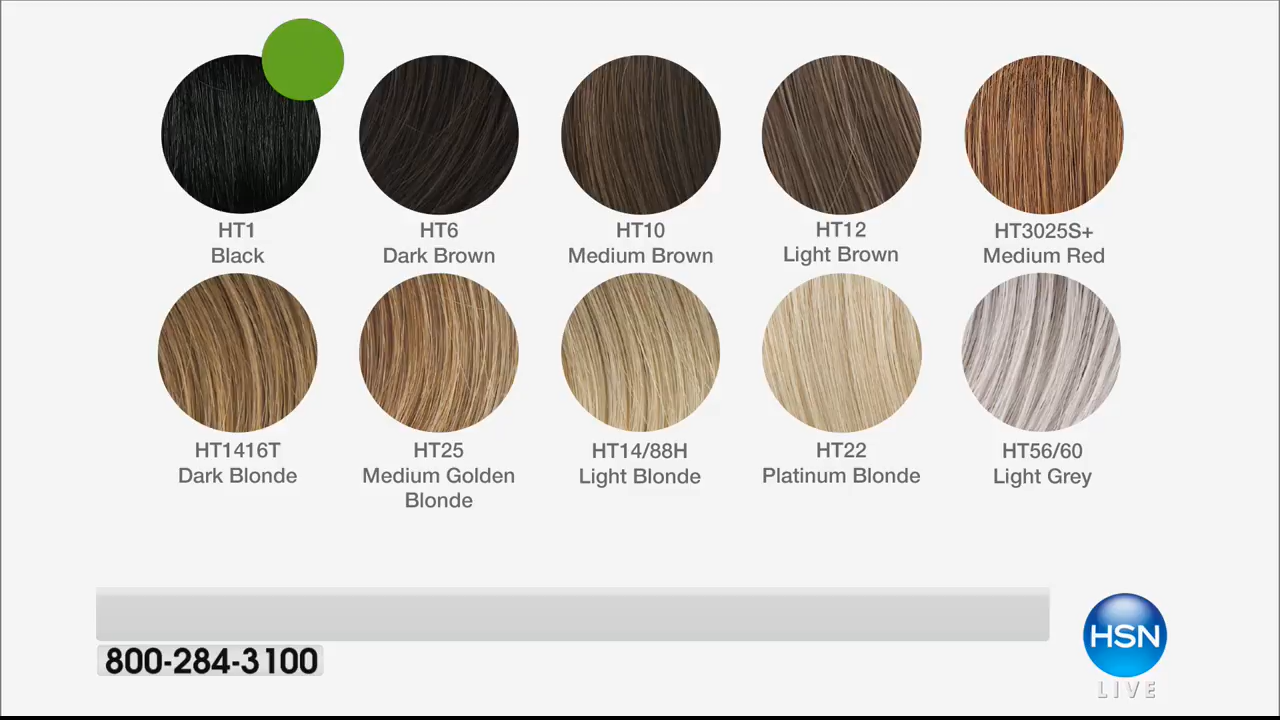 HT1
Black
HT6
Dark Brown
HT10
Medium Brown
HT12
Light Brown
HT3025S+
Medium Red
HT1416T
Dark Blonde
HT25
Medium Golden
Blonde
HT14/88H
Light Blonde
HT22
Platinum Blonde
HT56/60
Light Grey
800-284-3100
HSN
LIVE